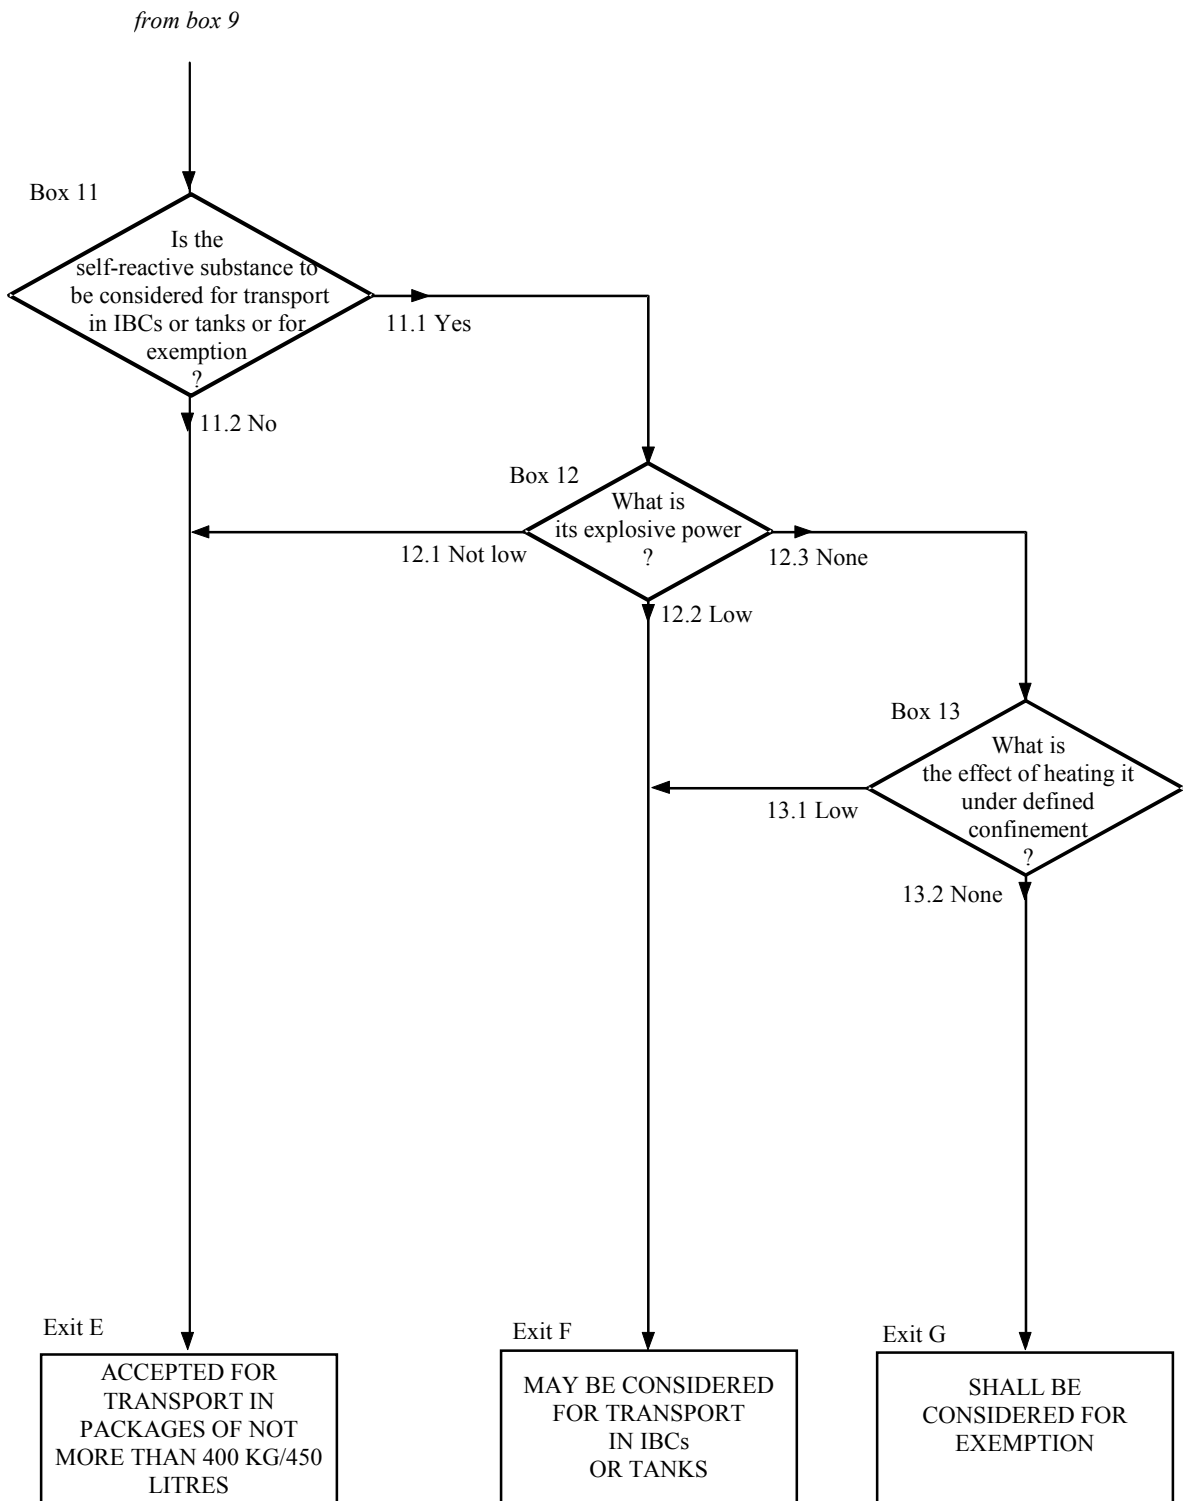 from box 9
Box 11
Is the
self-reactive substance to
be considered for transport
in IBCs or tanks or for
exemption
?
11.1 Yes
11.2 No
Box 12
What is
its explosive power
?
12.1 Not low
12.3 None
12.2 Low
Box 13
What is
the effect of heating it
under defined
confinement
?
13.1 Low
13.2 None
Exit E
ACCEPTED FOR
TRANSPORT IN
PACKAGES OF NOT
MORE THAN 400 KG/450
LITRES
Exit F
MAY BE CONSIDERED
FOR TRANSPORT
IN IBCs
OR TANKS
Exit G
SHALL BE
CONSIDERED FOR
EXEMPTION